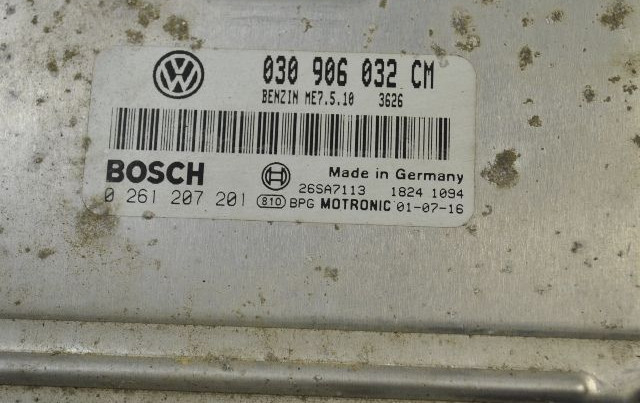 030 906 032 CM
BENZIN ME7.5.10 3626
BOSCH Made in Germany
26SA7113 1824 1094
0 261 207 201 810 BPG MOTRONIC 01-07-16